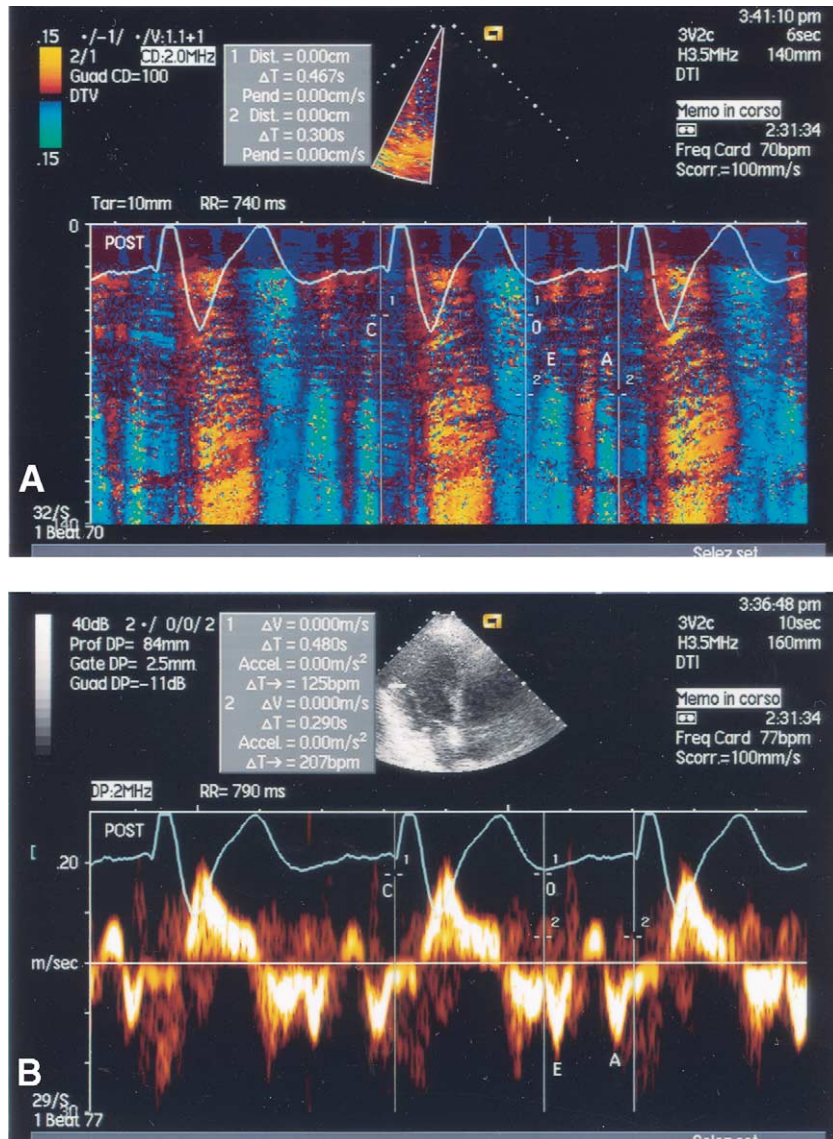 .15
•/-1/ •/V:1.1+1
2/1 CD:2.0MHz
Guad CD=100
DTV
.15
1 Dist. = 0.00cm
ΔT = 0.467s
Pend = 0.00cm/s
2 Dist. = 0.00cm
ΔT = 0.300s
Pend = 0.00cm/s
3:41:10 pm
3V2c 6sec
H3.5MHz 140mm
DTI
Memo in corso
2:31:34
Freq Card 70bpm
Scorr.=100mm/s
Tar=10mm RR= 740 ms
0
POST
1 1
C O
E A
2 2
A
32/S
140
1 Beat 70
Selez set
40dB 2 •/ 0/0/ 2
Prof DP= 84mm
Gate DP= 2.5mm
Guad DP=-11dB
1 ΔV = 0.000m/s
ΔT = 0.480s
Accel = 0.00m/s²
ΔT→ = 125bpm
2 ΔV = 0.000m/s
ΔT = 0.290s
Accel = 0.00m/s²
ΔT→ = 207bpm
3:36:48 pm
3V2c 10sec
H3.5MHz 160mm
DTI
Memo in corso
2:31:34
Freq Card 77bpm
Scorr.=100mm/s
DP:2MHz RR= 790 ms
POST
.20
1 1
C O
2 2
m/sec
E A
B
29/S
.30
1 Beat 77